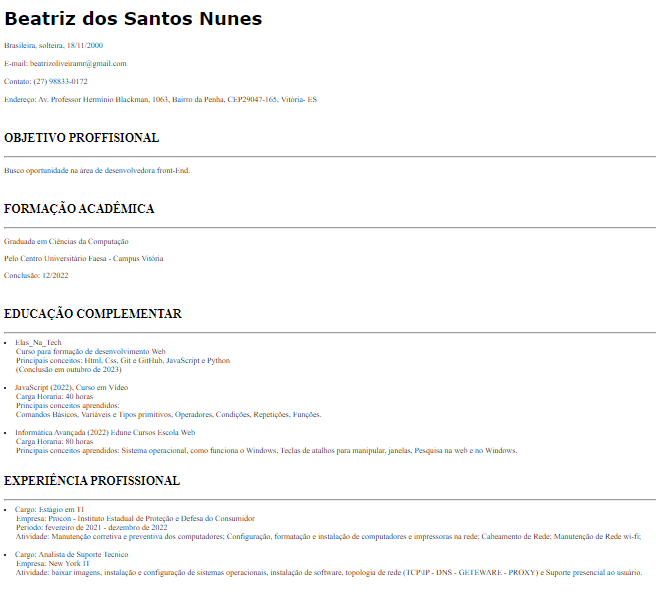 Beatriz dos Santos Nunes
Brasileira, solteira, 18/11/2000
E-mail: beatrizoliveiramr@gmail.com
Contato: (27) 98833-0172
Endereço: Av. Professor Hermínio Blackman, 1063, Bairro da Penha, CEP29047-165, Vitória- ES
OBJETIVO PROFFISIONAL
Busco oportunidade na área de desenvolvedora front-End.
FORMAÇÃO ACADÊMICA
Graduada em Ciências da Computação
Pelo Centro Universitário Faesa - Campus Vitória
Conclusão: 12/2022
EDUCAÇÃO COMPLEMENTAR
• Elas_Na_Tech
Curso para formação de desenvolvimento Web
Principais conceitos: Html, Css, Git e GitHub, JavaScript e Python
(Conclusão em outubro de 2023)
• JavaScript (2022), Curso em Vídeo
Carga Horaria: 40 horas
Principais conceitos aprendidos:
Comandos Básicos, Variáveis e Tipos primitivos, Operadores, Condições, Repetições, Funções.
• Informática Avançada (2022) Edune Cursos Escola Web
Carga Horaria: 80 horas
Principais conceitos aprendidos: Sistema operacional, como funciona o Windows, Teclas de atalhos para manipular, janelas, Pesquisa na web e no Windows.
EXPERIÊNCIA PROFISSIONAL
• Cargo: Estágio em TI
Empresa: Procon - Instituto Estadual de Proteção e Defesa do Consumidor
Periodo: fevereiro de 2021 - dezembro de 2022
Atividade: Manutenção corretiva e preventiva dos computadores; Configuração, formatação e instalação de computadores e impressoras na rede; Cabeamento de Rede; Manutenção de Rede wi-fi;
• Cargo: Analista de Suporte Tecnico
Empresa: New York IT
Atividade: baixar imagens, instalação e configuração de sistemas operacionais, instalação de software, topologia de rede (TCP\IP - DNS - GETEWARE - PROXY) e Suporte presencial ao usuário.